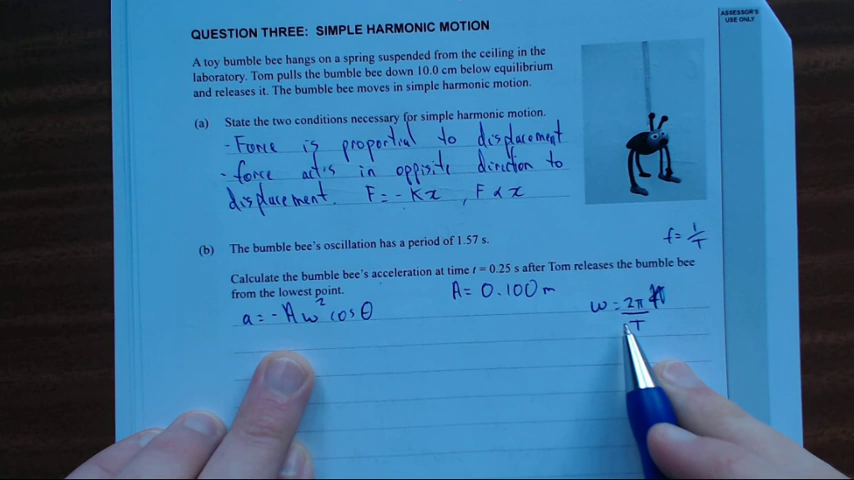 ASSESSOR'S
USE ONLY
QUESTION THREE: SIMPLE HARMONIC MOTION
A toy bumble bee hangs on a spring suspended from the ceiling in the
laboratory. Tom pulls the bumble bee down 10.0 cm below equilibrium
and releases it. The bumble bee moves in simple harmonic motion.
(a) State the two conditions necessary for simple harmonic motion.
- Force is proportial to displacement
- force acts in opposite direction to
displacement. F = -Kx , F ∝ x
(b) The bumble bee's oscillation has a period of 1.57 s.
f = 1/T
Calculate the bumble bee's acceleration at time t = 0.25 s after Tom releases the bumble bee
from the lowest point.
A = 0.100 m
a = - Aω² cos θ
ω = 2π/T